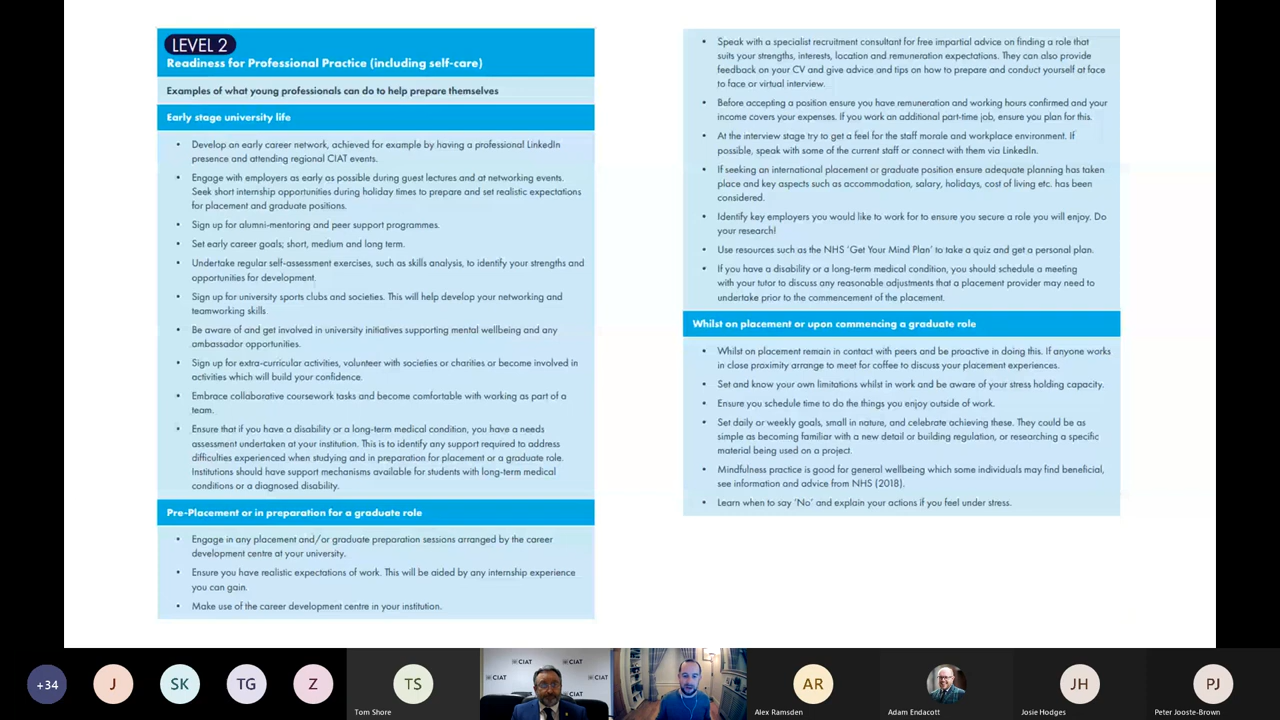 LEVEL 2
Readiness for Professional Practice (including self-care)
Examples of what young professionals can do to help prepare themselves
Early stage university life
• Develop an early career network, achieved for example by having a professional LinkedIn
presence and attending regional CIAT events.
• Engage with employers as early as possible during guest lectures and at networking events.
Seek short internship opportunities during holiday times to prepare and set realistic expectations
for placement and graduate positions.
• Sign up for alumni-mentoring and peer support programmes.
• Set early career goals; short, medium and long term.
• Undertake regular self-assessment exercises, such as skills analysis, to identify your strengths and
opportunities for development.
• Sign up for university sports clubs and societies. This will help develop your networking and
teamworking skills
• Be aware of and get involved in university initiatives supporting mental wellbeing and any
ambassador opportunities.
• Sign up for extra-curricular activities, volunteer with societies or charities or become involved in
activities which will build your confidence.
• Embrace collaborative coursework tasks and become comfortable with working as part of a
team.
• Ensure that if you have a disability or a long-term medical condition, you have a needs
assessment undertaken at your institution. This is to identify any support required to address
difficulties experienced when studying and in preparation for placement or a graduate role.
Institutions should have support mechanisms available for students with long-term medical
conditions or a diagnosed disability.
Pre-Placement or in preparation for a graduate role
• Engage in any placement and/or graduate preparation sessions arranged by the career
development centre at your university.
• Ensure you have realistic expectations of work. This will be aided by any internship experience
you can gain.
• Make use of the career development centre in your institution.
• Speak with a specialist recruitment consultant for free impartial advice on finding a role that
suits your strengths, interests, location and remuneration expectations. They can also provide
feedback on your CV and give advice and tips on how to prepare and conduct yourself at face
to face or virtual interview.
• Before accepting a position ensure you have remuneration and working hours confirmed and your
income covers your expenses. If you work an additional part-time job, ensure you plan for this.
• At the interview stage try to get a feel for the staff morale and workplace environment. If
possible, speak with some of the current staff or connect with them via LinkedIn.
• If seeking an international placement or graduate position ensure adequate planning has taken
place and key aspects such as accommodation, salary, holidays, cost of living etc. has been
considered.
• Identify key employers you would like to work for to ensure you secure a role you will enjoy. Do
your research!
• Use resources such as the NHS ‘Get Your Mind Plan’ to take a quiz and get a personal plan.
• If you have a disability or a long-term medical condition, you should schedule a meeting
with your tutor to discuss any reasonable adjustments that a placement provider may need to
undertake prior to the commencement of the placement.
Whilst on placement or upon commencing a graduate role
• Whilst on placement remain in contact with peers and be proactive in doing this. If anyone works
in close proximity arrange to meet for coffee to discuss your placement experiences.
• Set and know your own limitations whilst in work and be aware of your stress holding capacity.
• Ensure you schedule time to do the things you enjoy outside of work.
• Set daily or weekly goals, small in nature, and celebrate achieving these. They could be as
simple as becoming familiar with a new detail or building regulation, or researching a specific
material being used on a project.
• Mindfulness practice is good for general wellbeing which some individuals may find beneficial,
see information and advice from NHS (2018).
• Learn when to say ‘No’ and explain your actions if you feel under stress.
+34
J
SK
TG
Z
TS
Tom Shore
CIAT
CIAT
CIAT
CIAT
CIAT
AR
Alex Ramsden
Adam Endacott
JH
Josie Hodges
PJ
Peter Jooste-Brown